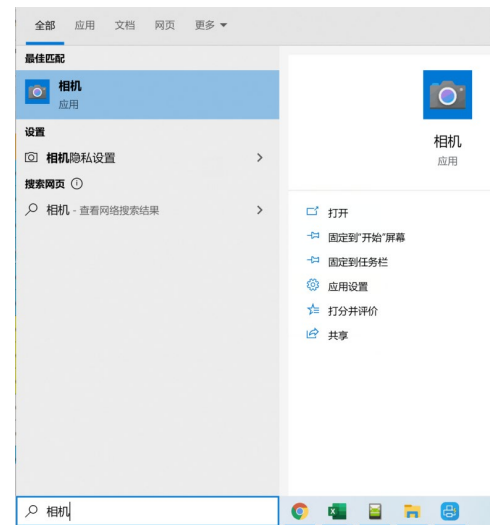 全部 应用 文档 网页 更多
最佳匹配
相机
应用
设置
相机隐私设置
搜索网页
相机 - 查看网络搜索结果
相机
应用
打开
固定到"开始"屏幕
固定到任务栏
应用设置
打分并评价
共享
相机